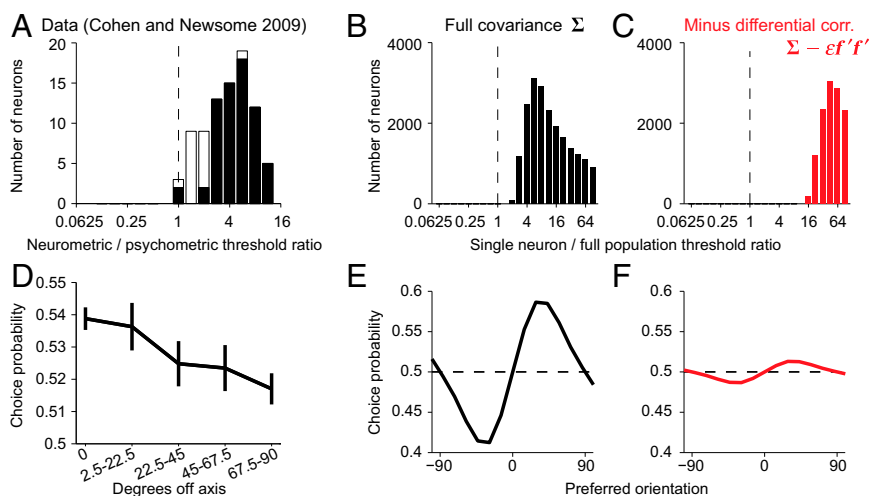 A Data (Cohen and Newsome 2009)
20
15
10
5
0
Number of neurons
0.0625 0.25 1 4 16
Neurometric / psychometric threshold ratio
B Full covariance Σ
4000
2000
0
Number of neurons
0.0625 0.25 1 4 16 64
C Minus differential corr.
Σ − εf′f′
4000
2000
0
0.0625 0.25 1 4 16 64
Single neuron / full population threshold ratio
D
0.55
0.54
0.53
0.52
0.51
0.5
Choice probability
0 2.5-22.5 22.5-45 45-67.5 67.5-90
Degrees off axis
E
0.6
0.55
0.5
0.45
0.4
Choice probability
−90 0 90
F
0.6
0.55
0.5
0.45
0.4
−90 0 90
Preferred orientation